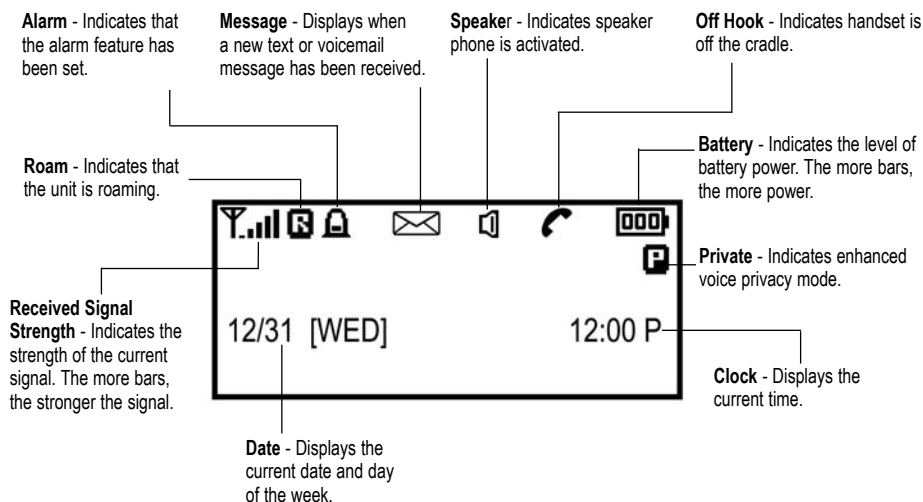 Alarm - Indicates that
the alarm feature has
been set.
Message - Displays when
a new text or voicemail
message has been received.
Speaker - Indicates speaker
phone is activated.
Off Hook - Indicates handset is
off the cradle.
Roam - Indicates that
the unit is roaming.
Battery - Indicates the level of
battery power. The more bars,
the more power.
R
P
Private - Indicates enhanced
voice privacy mode.
Received Signal
Strength - Indicates the
strength of the current
signal. The more bars,
the stronger the signal.
12/31 [WED]
12:00 P
Clock - Displays the
current time.
Date - Displays the
current date and day
of the week.